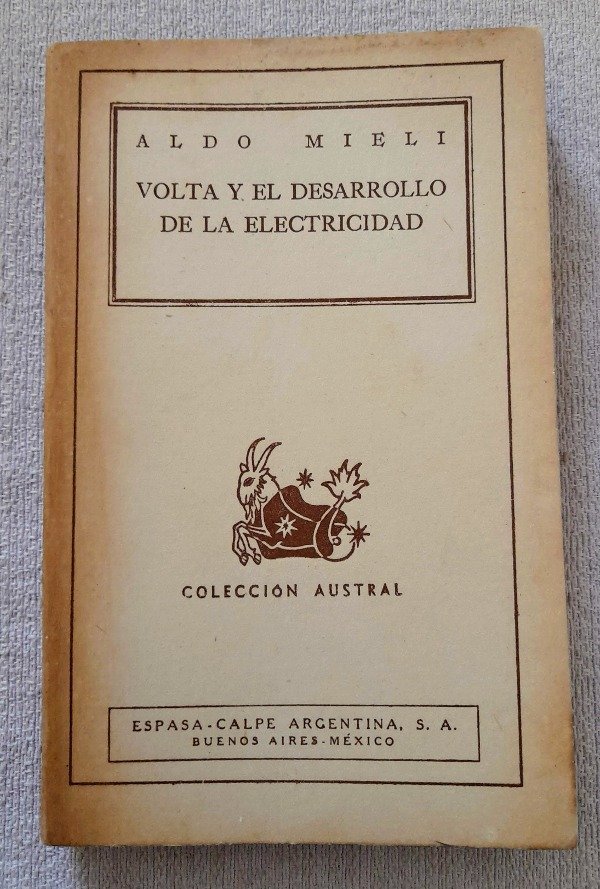 ALDO MIELI
VOLTA Y EL DESARROLLO
DE LA ELECTRICIDAD
COLECCIÓN AUSTRAL
ESPASA-CALPE ARGENTINA, S. A.
BUENOS AIRES-MÉXICO